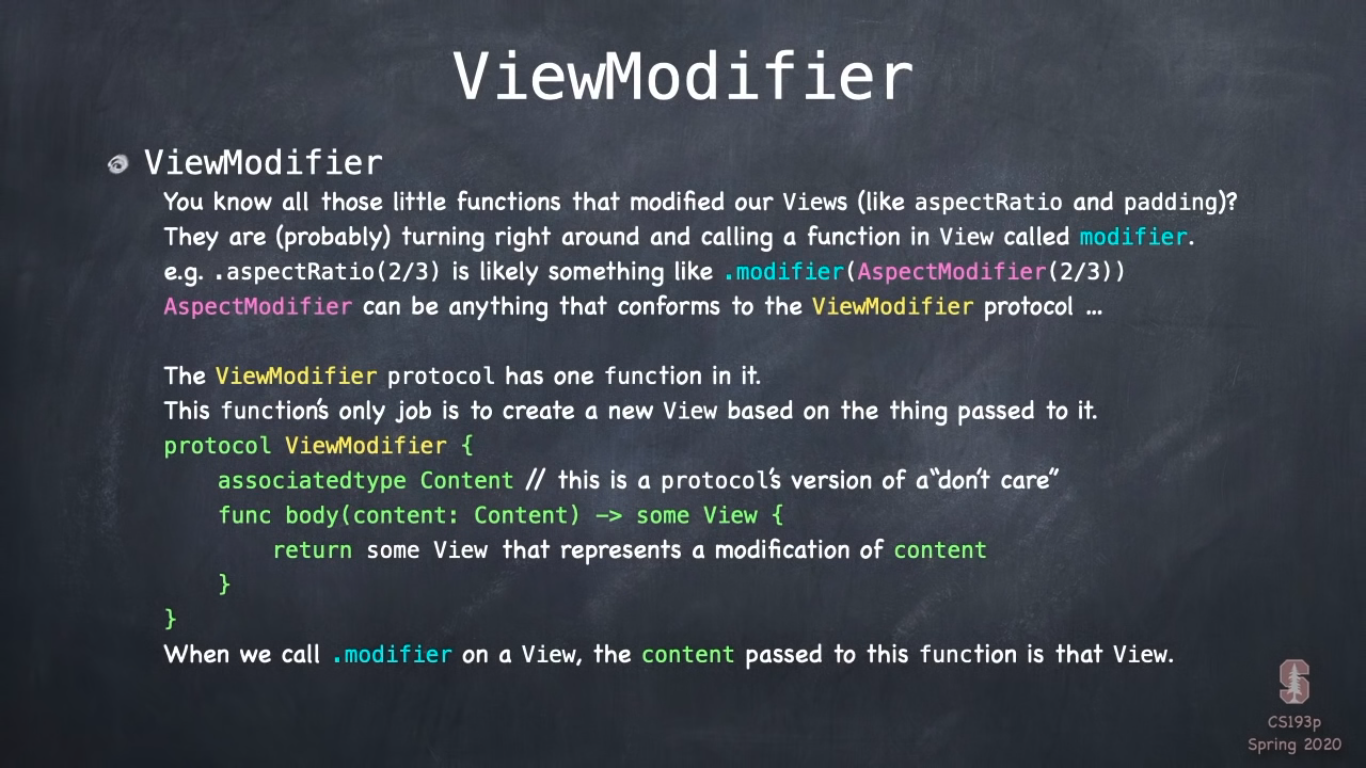 ViewModifier
ViewModifier
You know all those little functions that modified our Views (like aspectRatio and padding)?
They are (probably) turning right around and calling a function in View called modifier.
e.g. .aspectRatio(2/3) is likely something like .modifier(AspectModifier(2/3))
AspectModifier can be anything that conforms to the ViewModifier protocol …
The ViewModifier protocol has one function in it.
This function’s only job is to create a new View based on the thing passed to it.
protocol ViewModifier {
associatedtype Content // this is a protocol’s version of a“don’t care”
func body(content: Content) -> some View {
return some View that represents a modification of content
}
}
When we call .modifier on a View, the content passed to this function is that View.
S
CS193p
Spring 2020